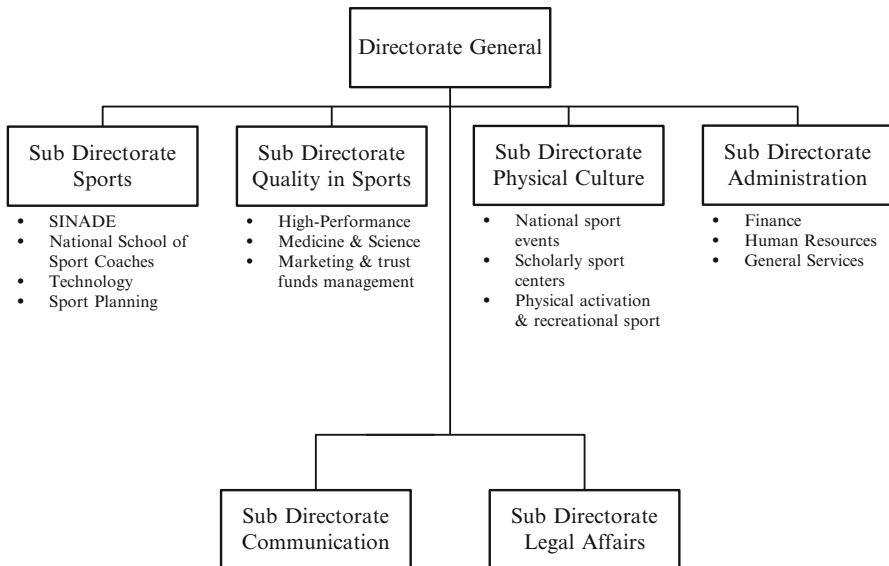 Directorate General
Sub Directorate
Sports
• SINADE
• National School of
Sport Coaches
• Technology
• Sport Planning
Sub Directorate
Quality in Sports
• High-Performance
• Medicine & Science
• Marketing & trust
funds management
Sub Directorate
Physical Culture
• National sport
events
• Scholarly sport
centers
• Physical activation
& recreational sport
Sub Directorate
Administration
• Finance
• Human Resources
• General Services
Sub Directorate
Communication
Sub Directorate
Legal Affairs